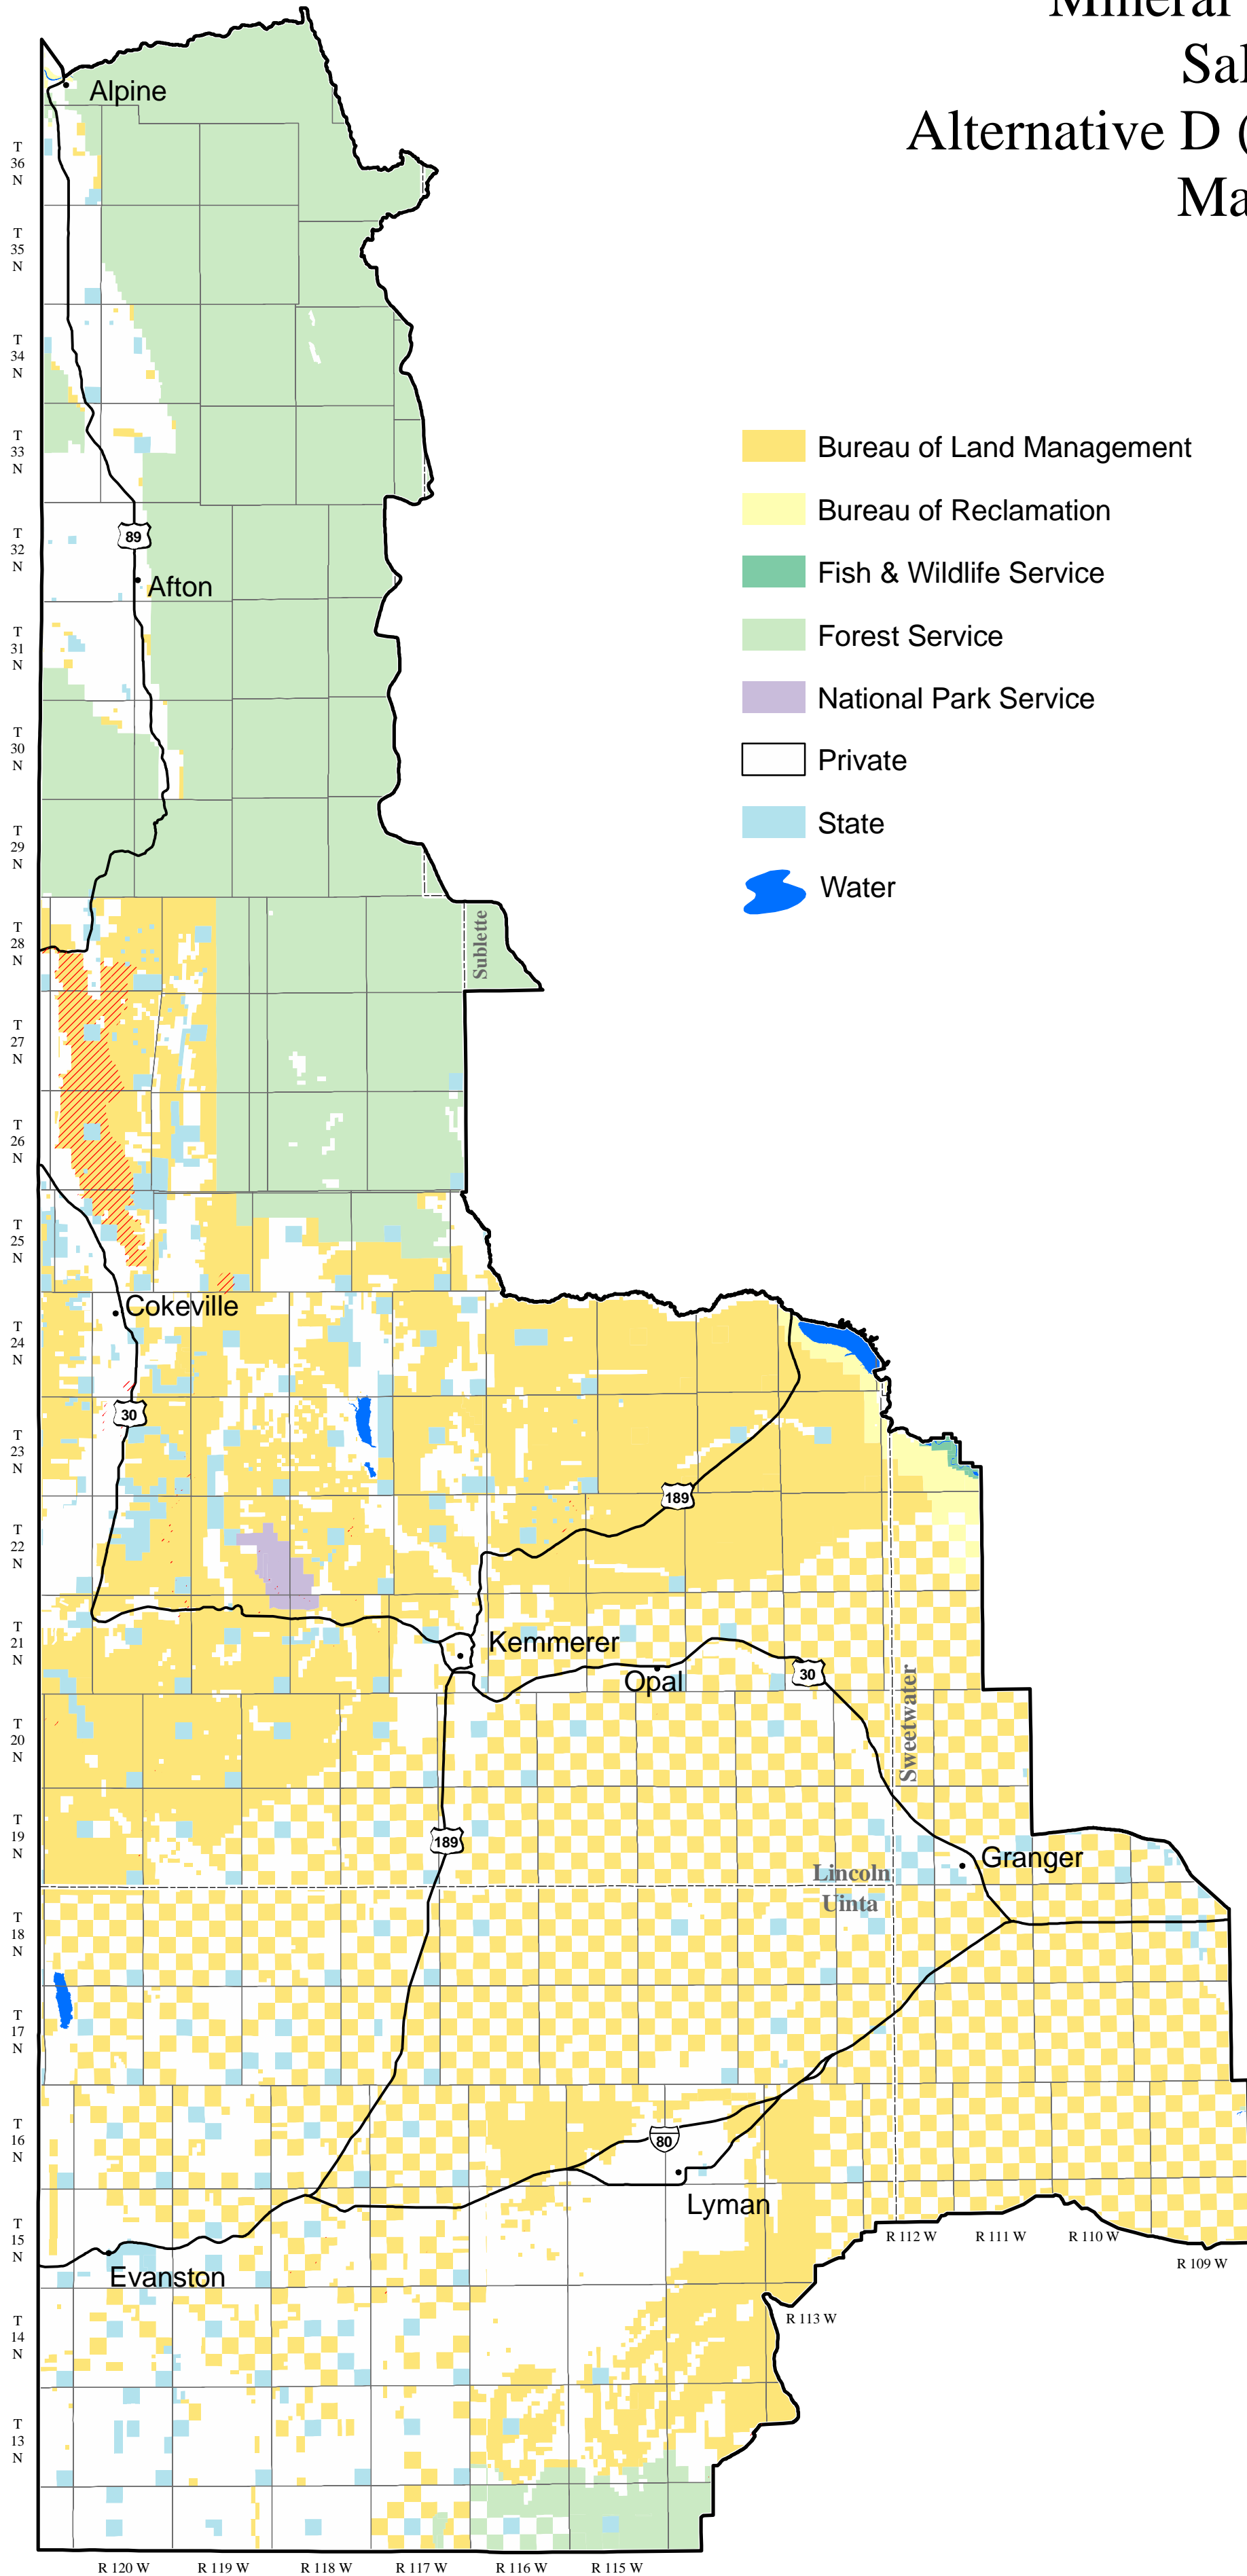 Mineral
Sal
Alternative D (
Ma
Bureau of Land Management
Bureau of Reclamation
Fish & Wildlife Service
Forest Service
National Park Service
Private
State
Water
Alpine
T
36
N
T
35
N
T
34
N
T
33
N
89
T
32
N
Afton
T
31
N
T
30
N
T
29
N
Sublette
T
28
N
T
27
N
T
26
N
T
25
N
Cokeville
T
24
N
30
T
23
N
189
T
22
N
T
21
N
Kemmerer
Opal
30
Sweetwater
T
20
N
T
19
N
189
Granger
Lincoln
Uinta
T
18
N
T
17
N
T
16
N
80
Lyman
T
15
N
R 112 W
R 111 W
R 110 W
R 109 W
Evanston
R 113 W
T
14
N
T
13
N
R 120 W
R 119 W
R 118 W
R 117 W
R 116 W
R 115 W